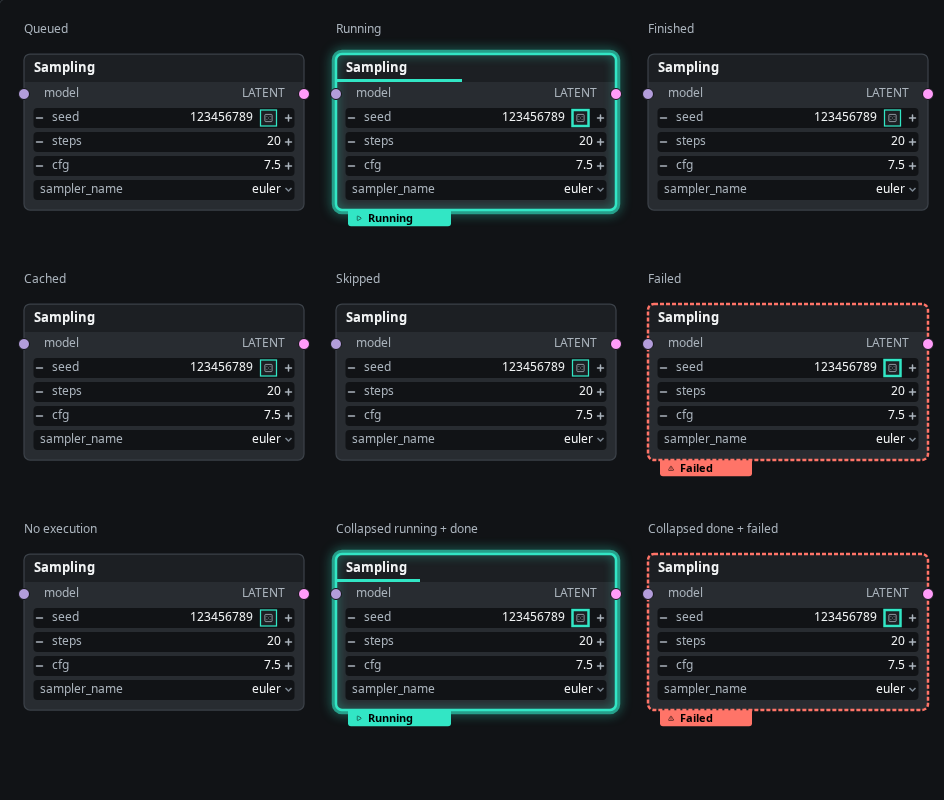 Queued Running Finished
Sampling Sampling Sampling
model LATENT model LATENT model LATENT
− seed 123456789 + − seed 123456789 + − seed 123456789 +
− steps 20 + − steps 20 + − steps 20 +
− cfg 7.5 + − cfg 7.5 + − cfg 7.5 +
sampler_name euler sampler_name euler sampler_name euler
Running
Cached Skipped Failed
Sampling Sampling Sampling
model LATENT model LATENT model LATENT
− seed 123456789 + − seed 123456789 + − seed 123456789 +
− steps 20 + − steps 20 + − steps 20 +
− cfg 7.5 + − cfg 7.5 + − cfg 7.5 +
sampler_name euler sampler_name euler sampler_name euler
Failed
No execution Collapsed running + done Collapsed done + failed
Sampling Sampling Sampling
model LATENT model LATENT model LATENT
− seed 123456789 + − seed 123456789 + − seed 123456789 +
− steps 20 + − steps 20 + − steps 20 +
− cfg 7.5 + − cfg 7.5 + − cfg 7.5 +
sampler_name euler sampler_name euler sampler_name euler
Running Failed